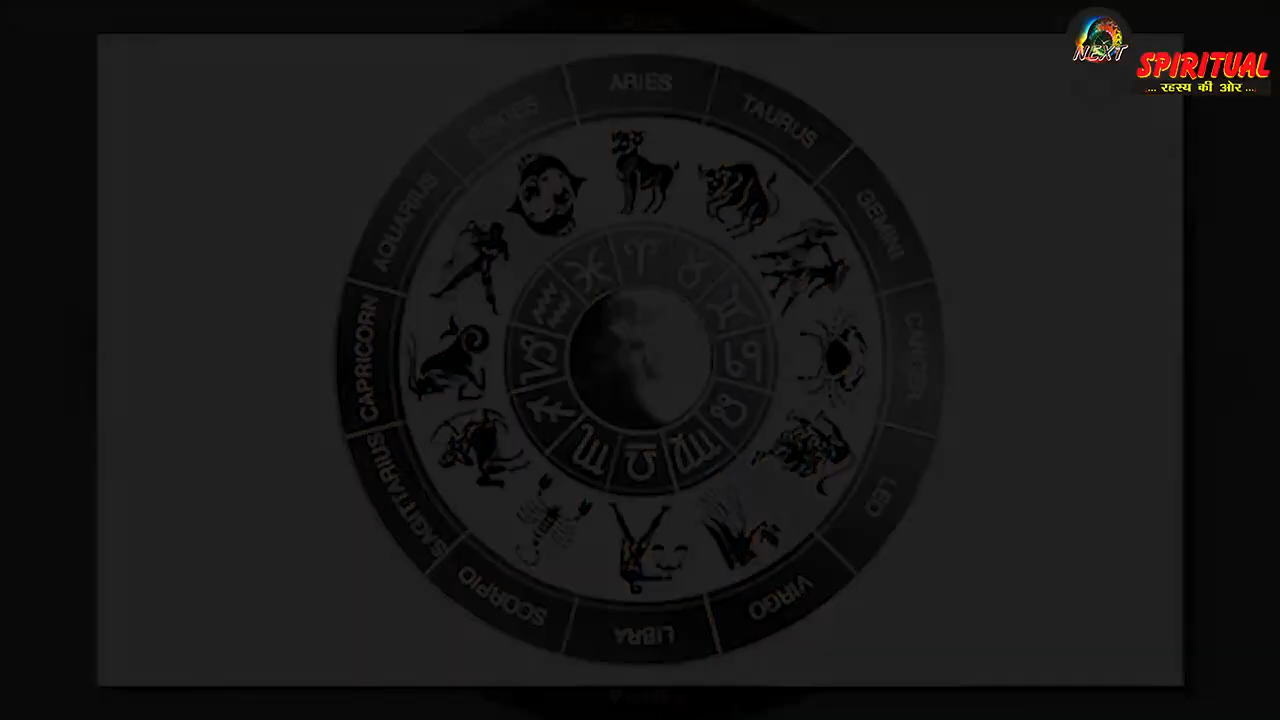 NEXT
SPIRITUAL
... रहस्य की ओर ...
ARIES
TAURUS
GEMINI
CANCER
LEO
VIRGO
LIBRA
SCORPIO
SAGITTARIUS
CAPRICORN
AQUARIUS
PISCES